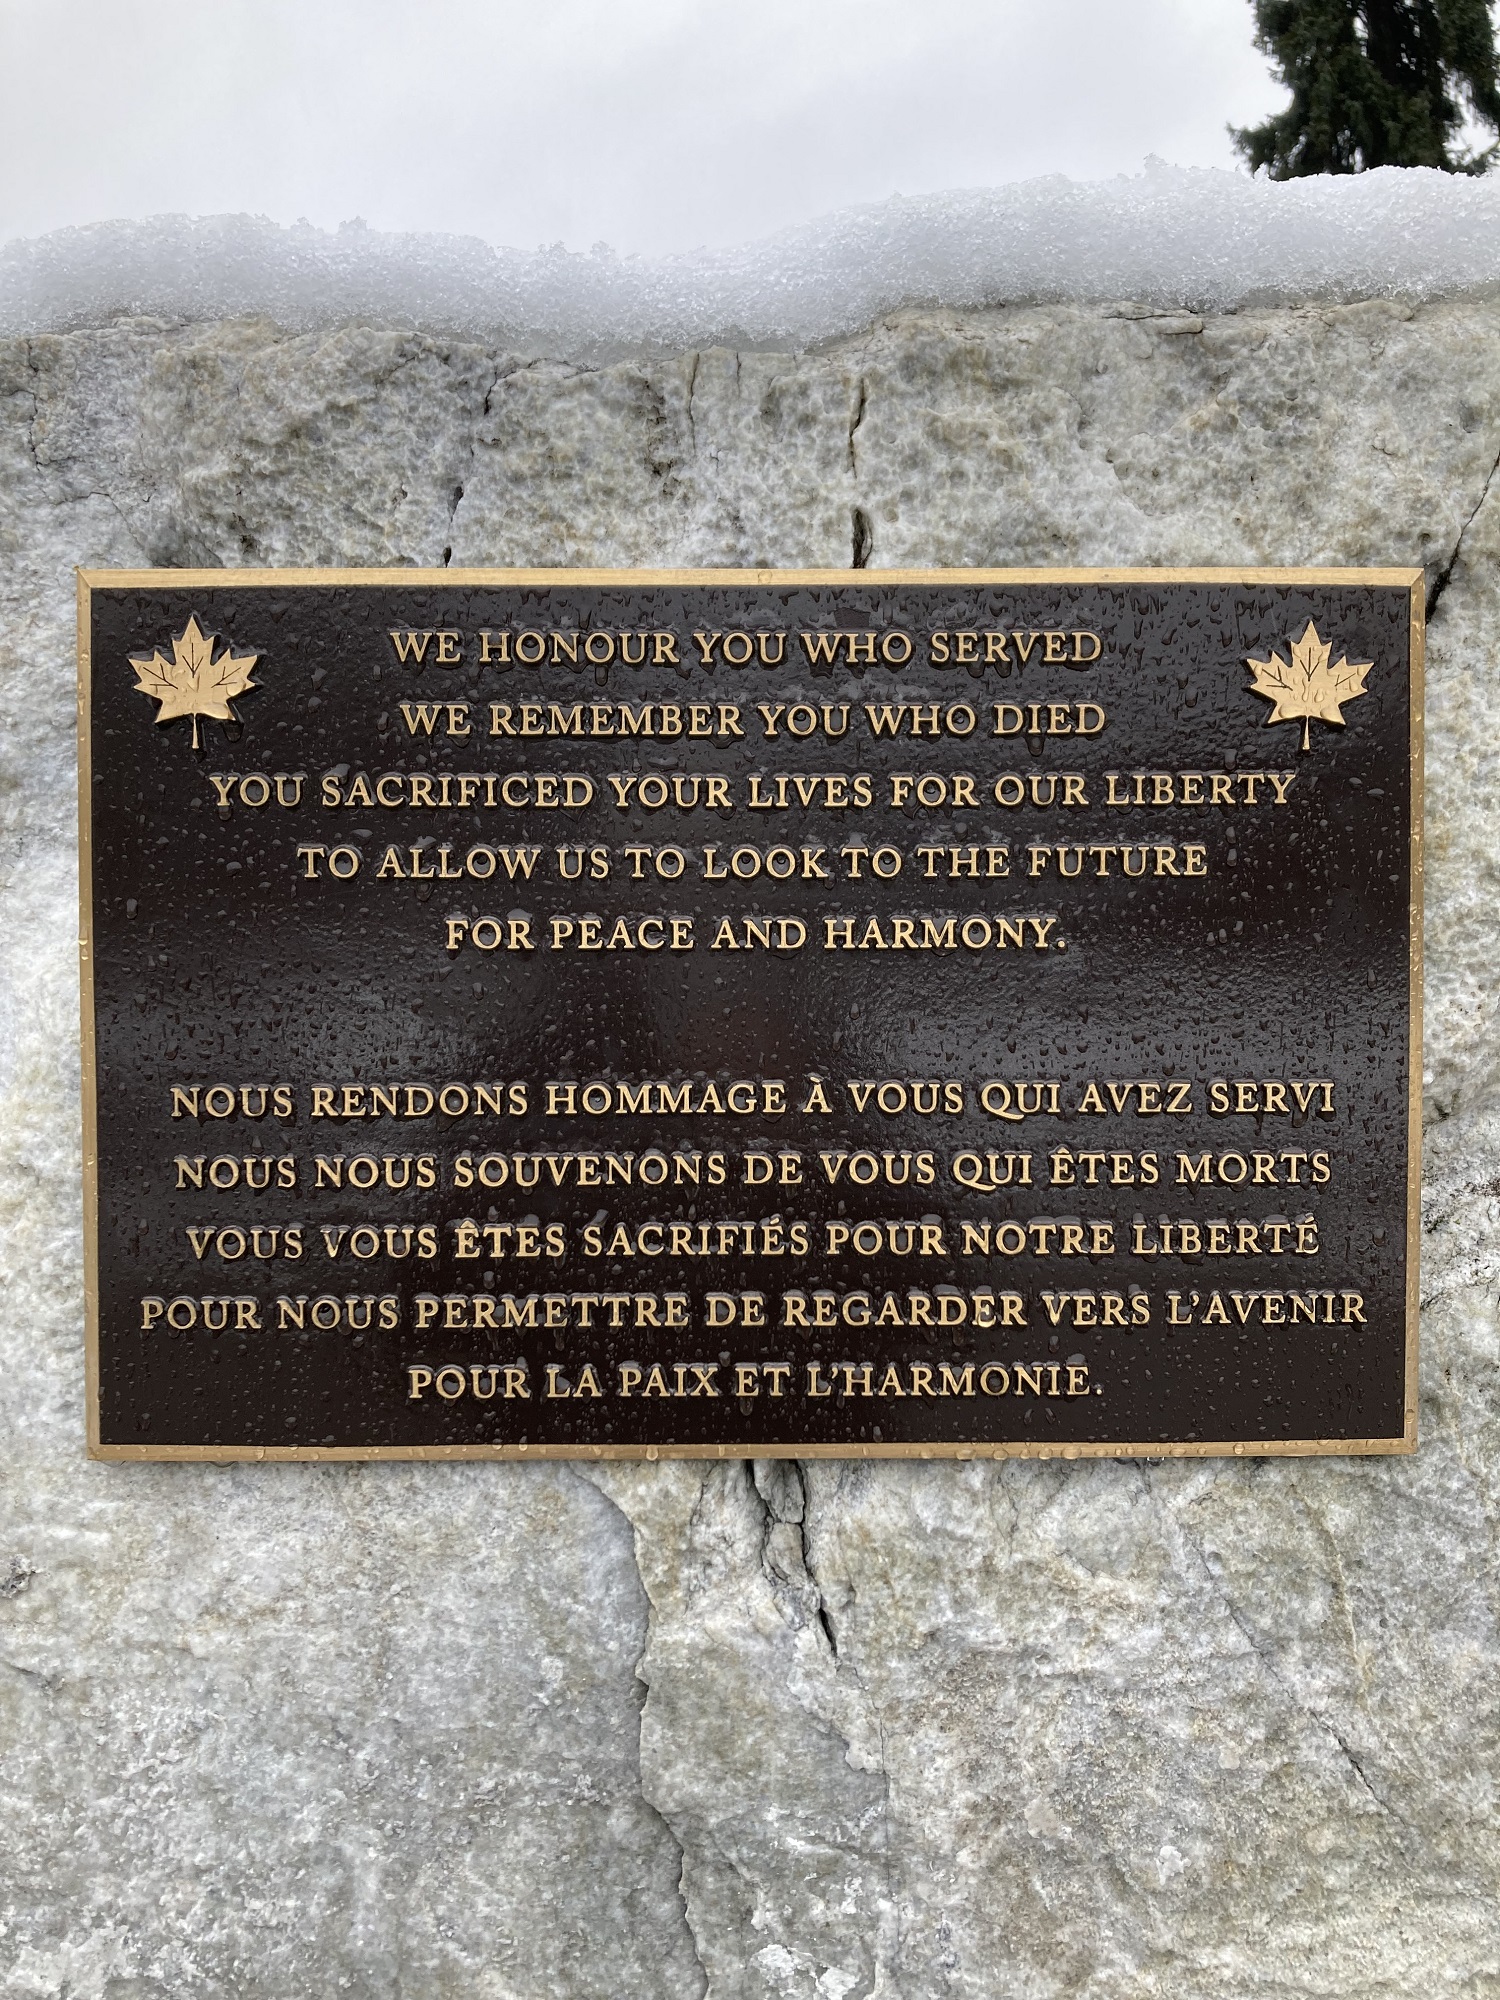 WE HONOUR YOU WHO SERVED
WE REMEMBER YOU WHO DIED
YOU SACRIFICED YOUR LIVES FOR OUR LIBERTY
TO ALLOW US TO LOOK TO THE FUTURE
FOR PEACE AND HARMONY.
NOUS RENDONS HOMMAGE À VOUS QUI AVEZ SERVI
NOUS NOUS SOUVENONS DE VOUS QUI ÊTES MORTS
VOUS VOUS ÊTES SACRIFIÉS POUR NOTRE LIBERTÉ
POUR NOUS PERMETTRE DE REGARDER VERS L'AVENIR
POUR LA PAIX ET L'HARMONIE.